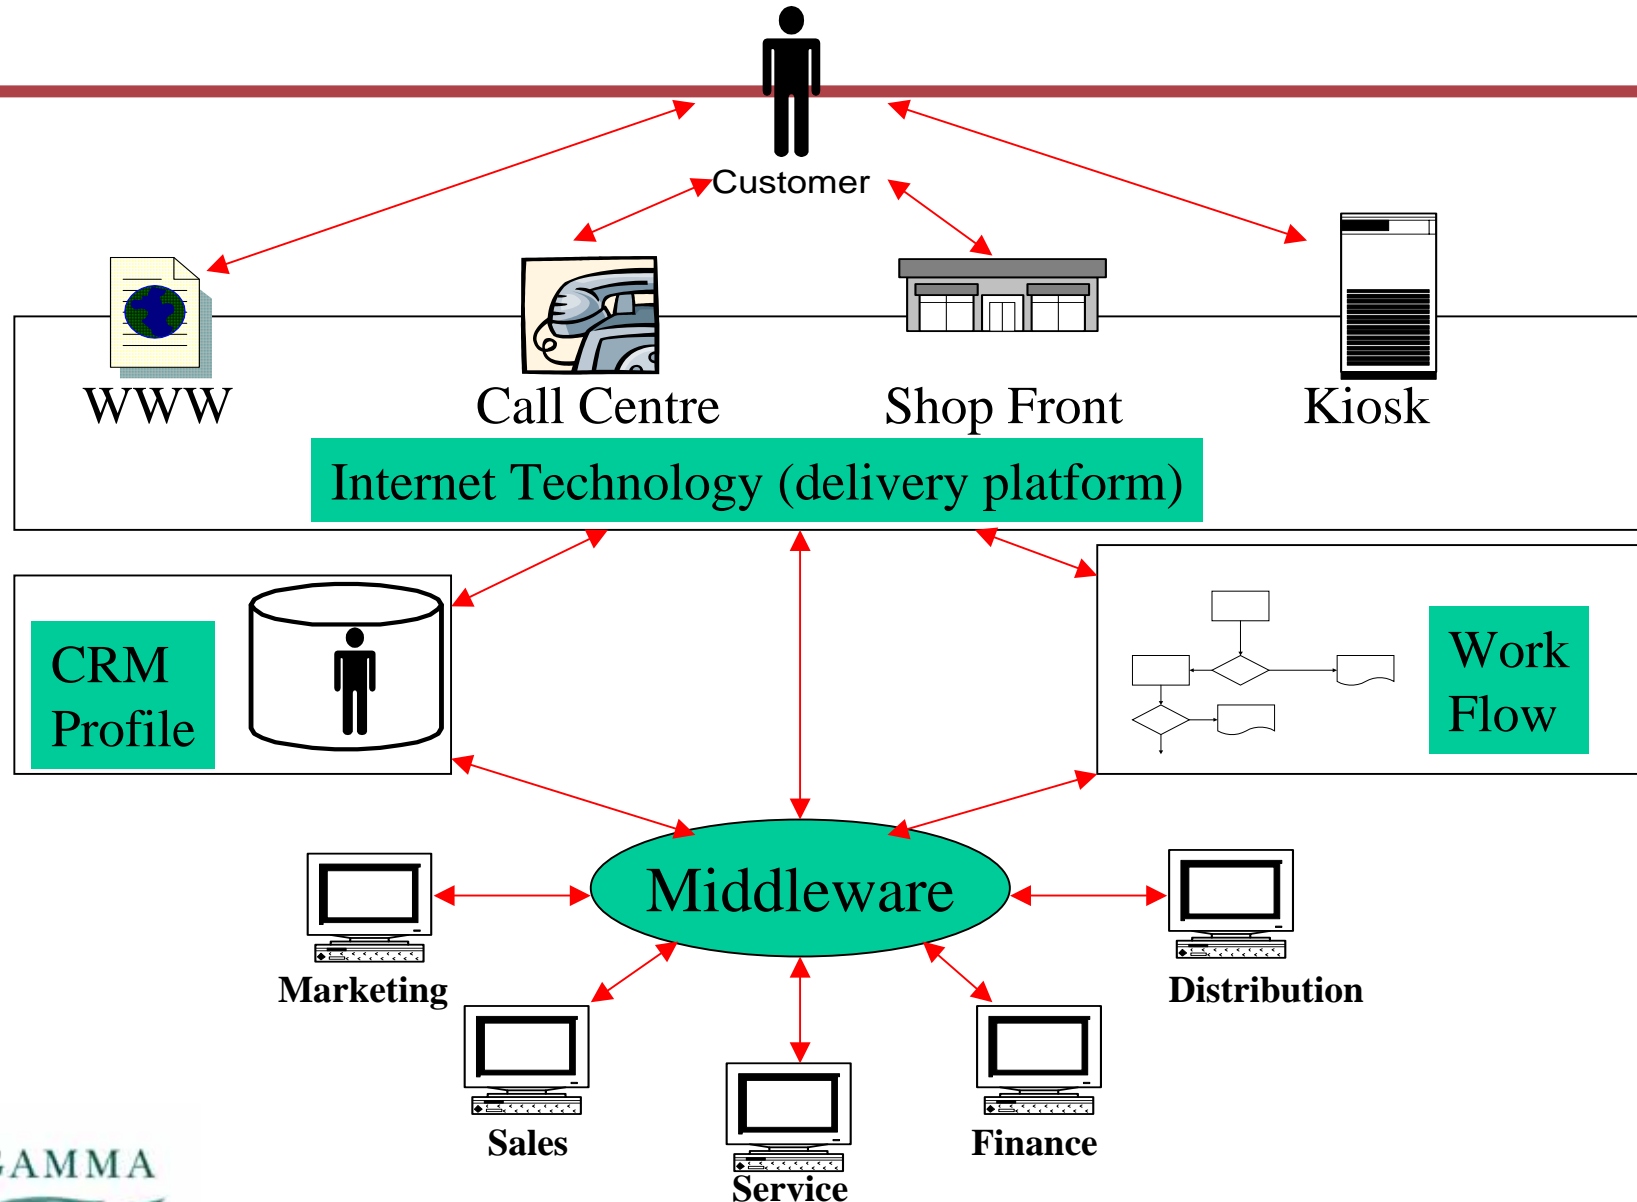 Customer
WWW
Call Centre
Shop Front
Kiosk
Internet Technology (delivery platform)
CRM
Profile
Work
Flow
Middleware
Marketing
Distribution
Sales
Finance
Service
GAMMA